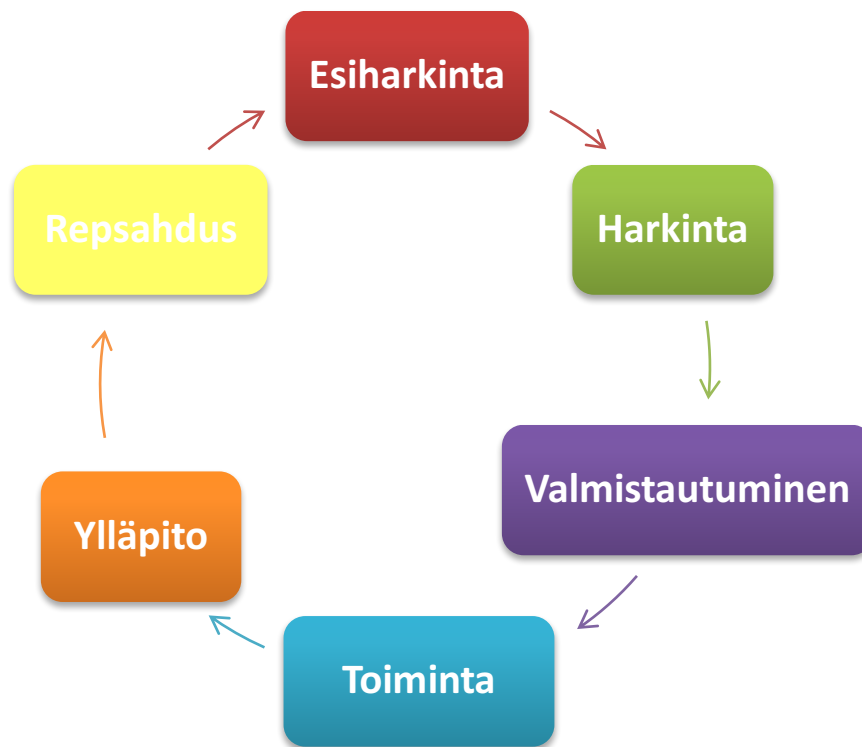 Esiharkinta
Harkinta
Valmistautuminen
Toiminta
Ylläpito
Repsahdus